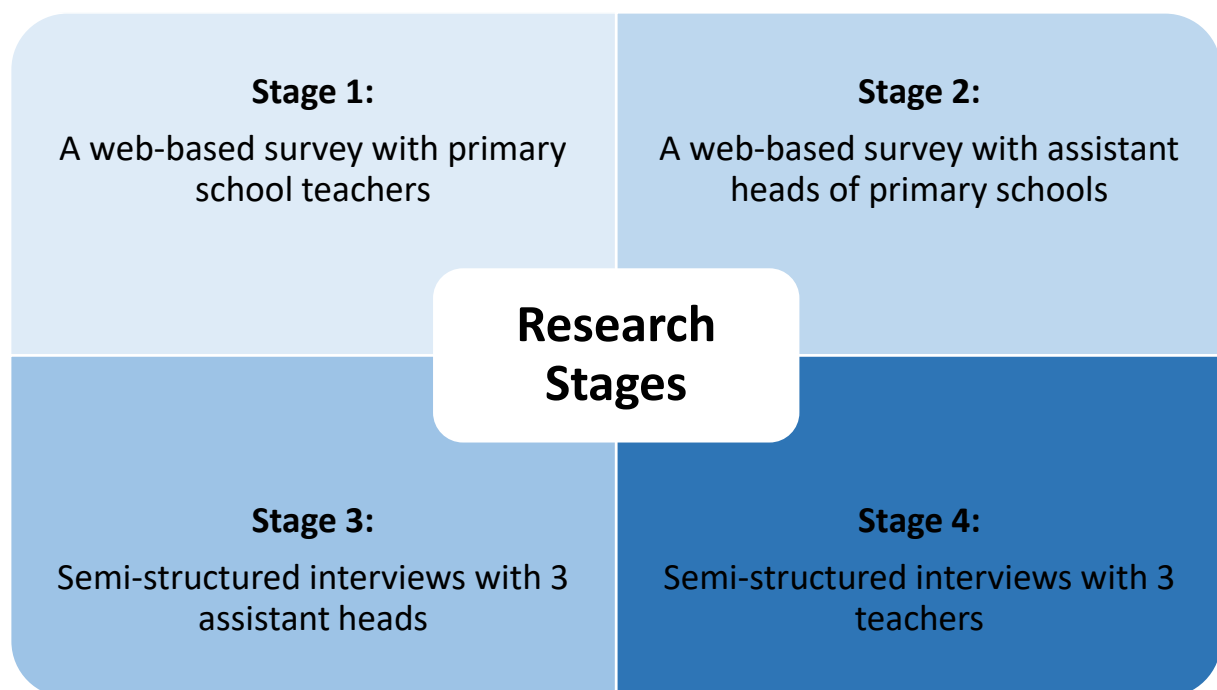 Stage 1:
A web-based survey with primary
school teachers
Stage 2:
A web-based survey with assistant
heads of primary schools
Research
Stages
Stage 3:
Semi-structured interviews with 3
assistant heads
Stage 4:
Semi-structured interviews with 3
teachers